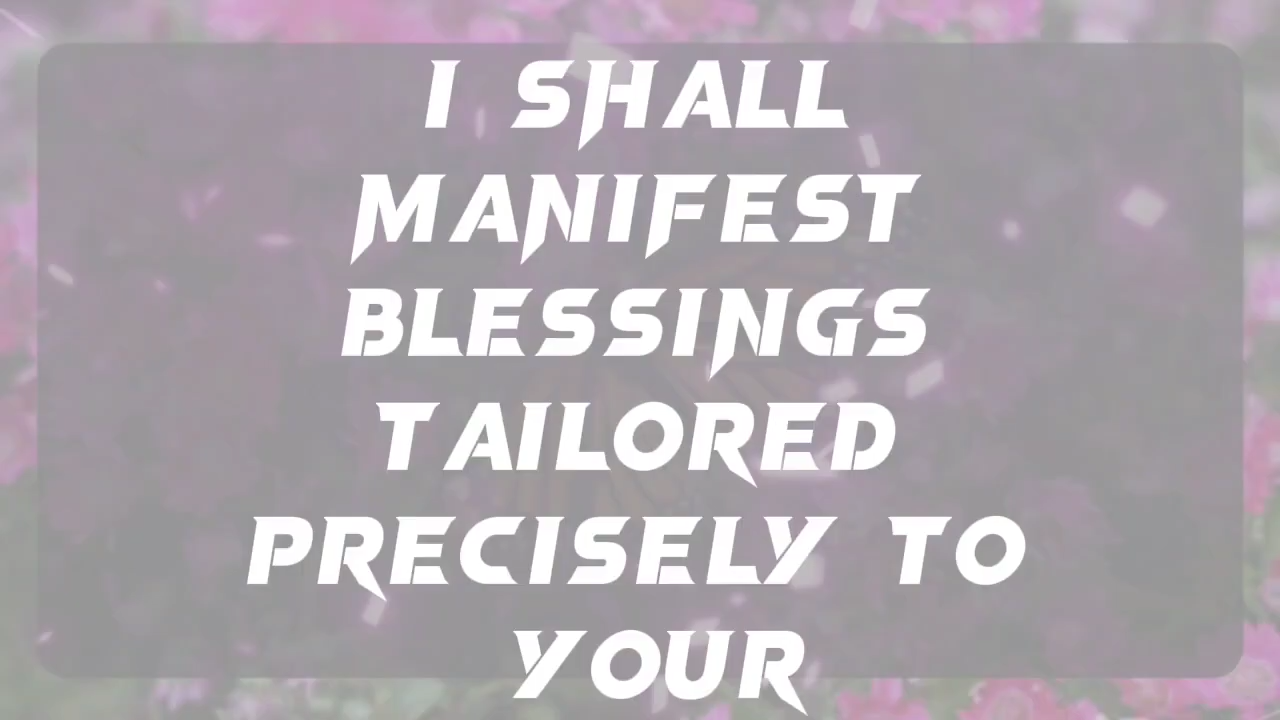 I SHALL
MANIFEST
BLESSINGS
TAILORED
PRECISELY TO
YOUR